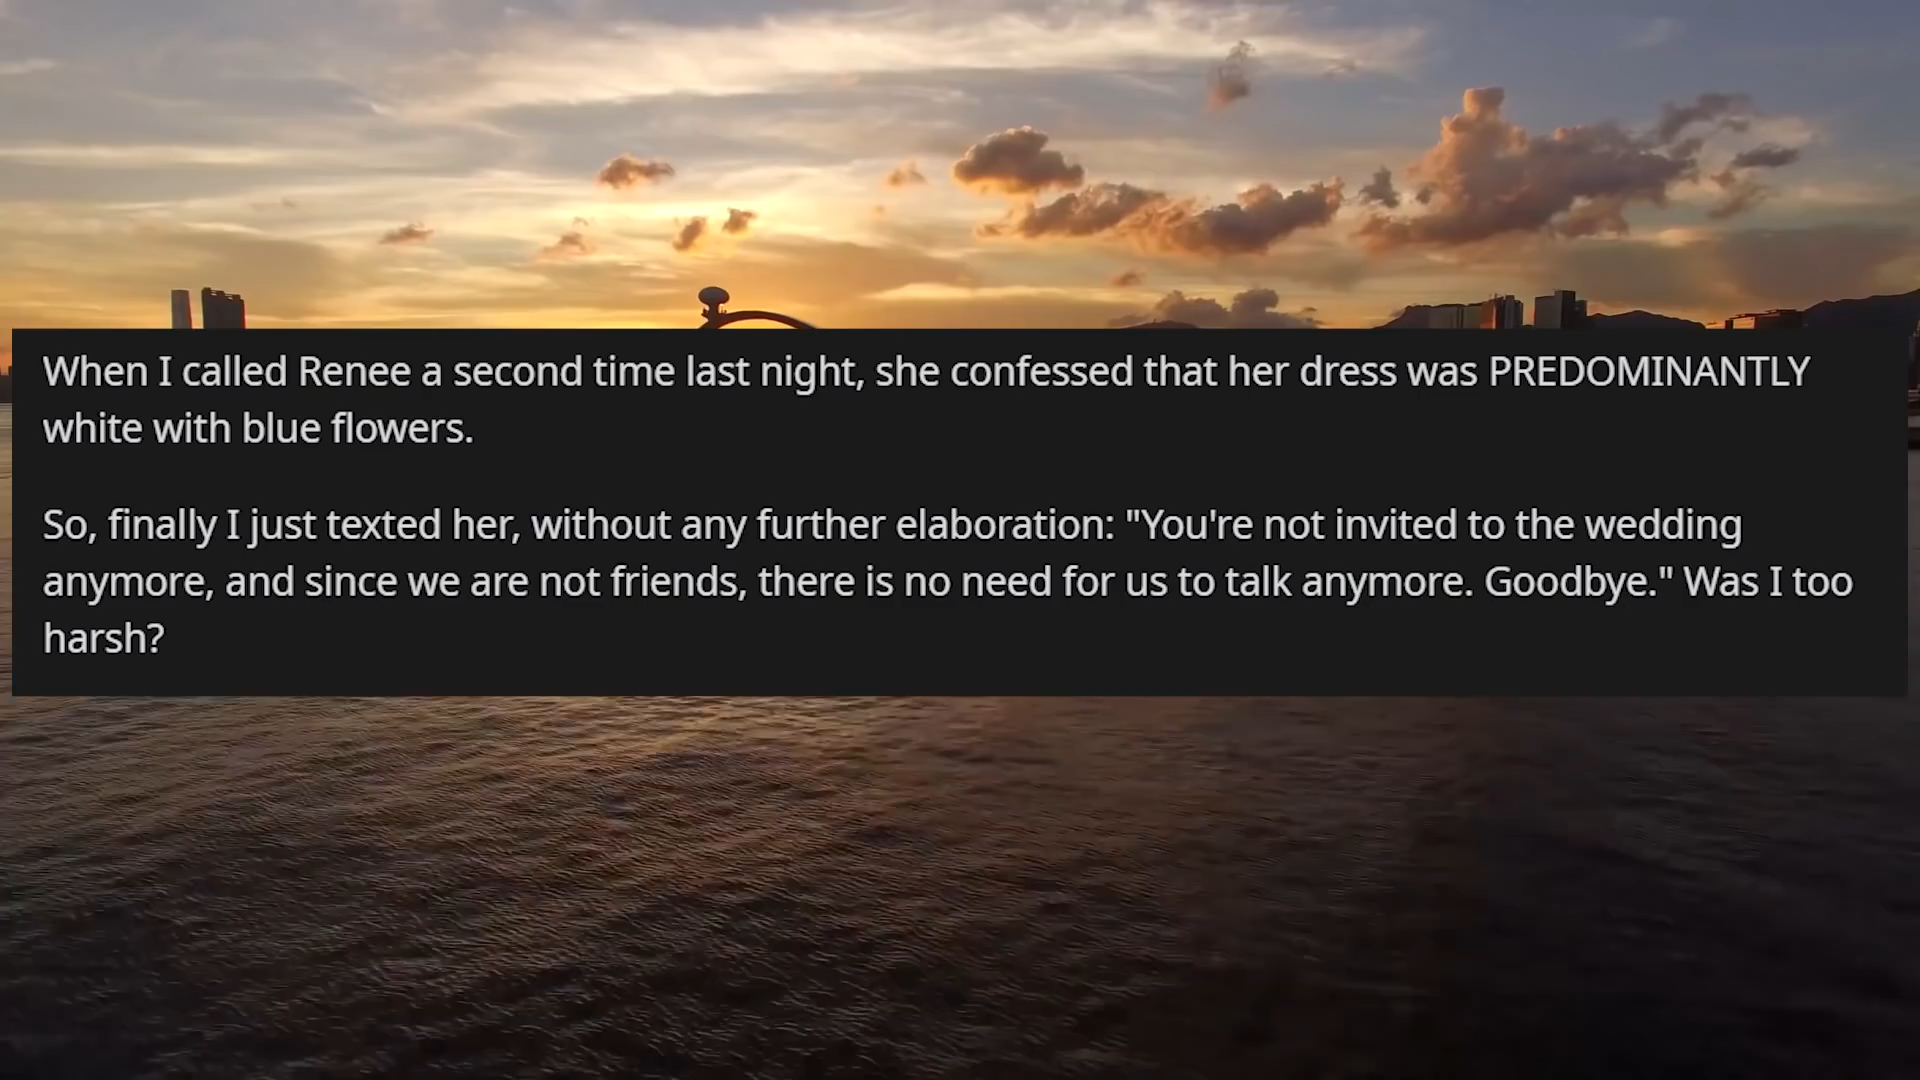 When I called Renee a second time last night, she confessed that her dress was PREDOMINANTLY
white with blue flowers.
So, finally I just texted her, without any further elaboration: "You're not invited to the wedding
anymore, and since we are not friends, there is no need for us to talk anymore. Goodbye." Was I too
harsh?